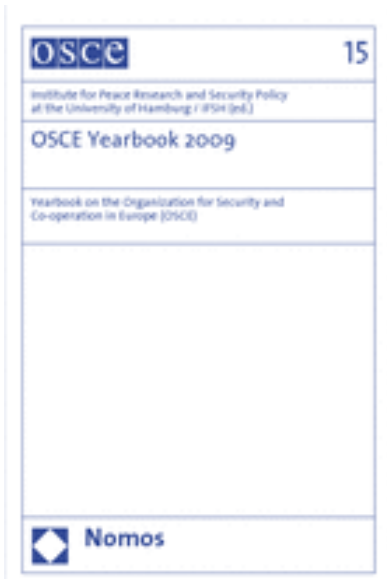 osce 15
Institute for Peace Research and Security Policy
at the University of Hamburg / IFSH (ed.)
OSCE Yearbook 2009
Yearbook on the Organization for Security and
Co-operation in Europe (OSCE)
Nomos